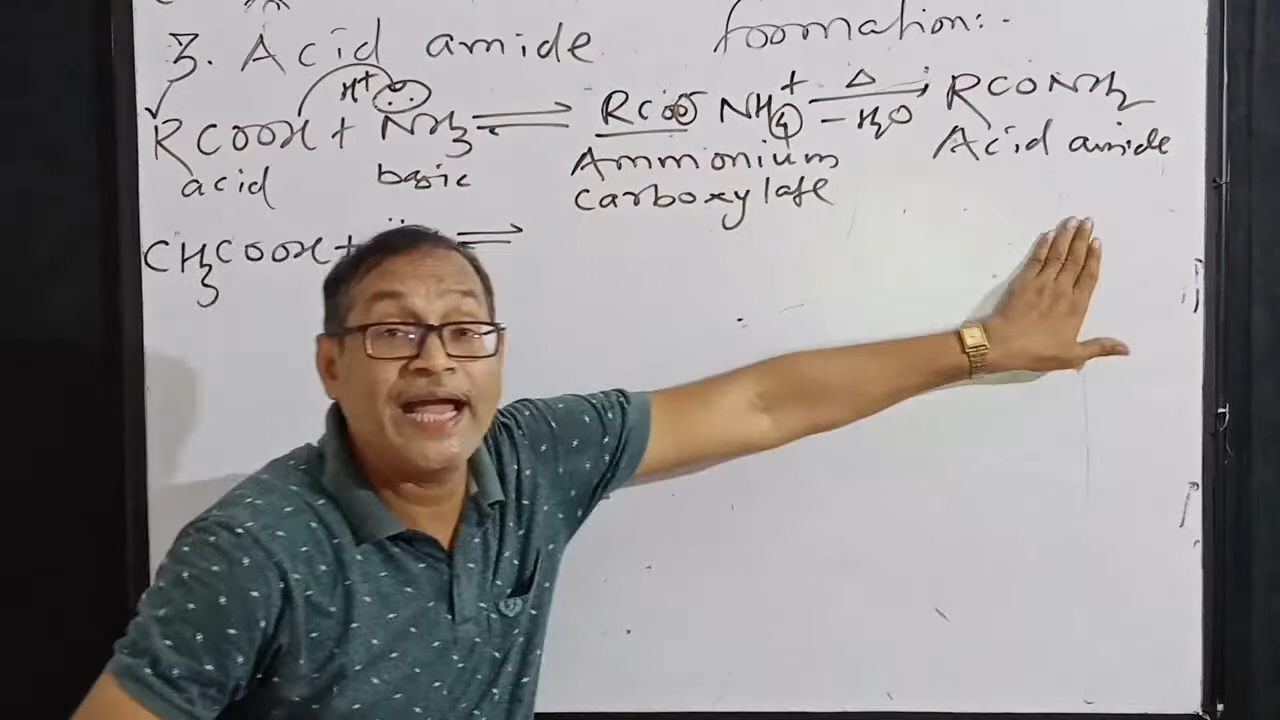 3. Acid amide formation:-
H+
RCOOH + NH3 ⇌ RCOO- NH4+ →Δ -H2O RCONH2
acid basic Ammonium carboxylate Acid amide
CH3COOH + ⇌